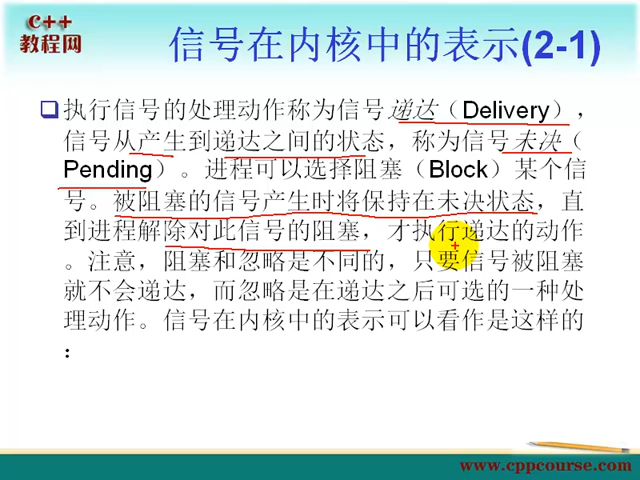 c++
教程网
信号在内核中的表示(2-1)
执行信号的处理动作称为信号递达（Delivery），
信号从产生到递达之间的状态，称为信号未决（
Pending）。进程可以选择阻塞（Block）某个信
号。被阻塞的信号产生时将保持在未决状态，直
到进程解除对此信号的阻塞，才执行递达的动作
。注意，阻塞和忽略是不同的，只要信号被阻塞
就不会递达，而忽略是在递达之后可选的一种处
理动作。信号在内核中的表示可以看作是这样的
：
www.cppcourse.com